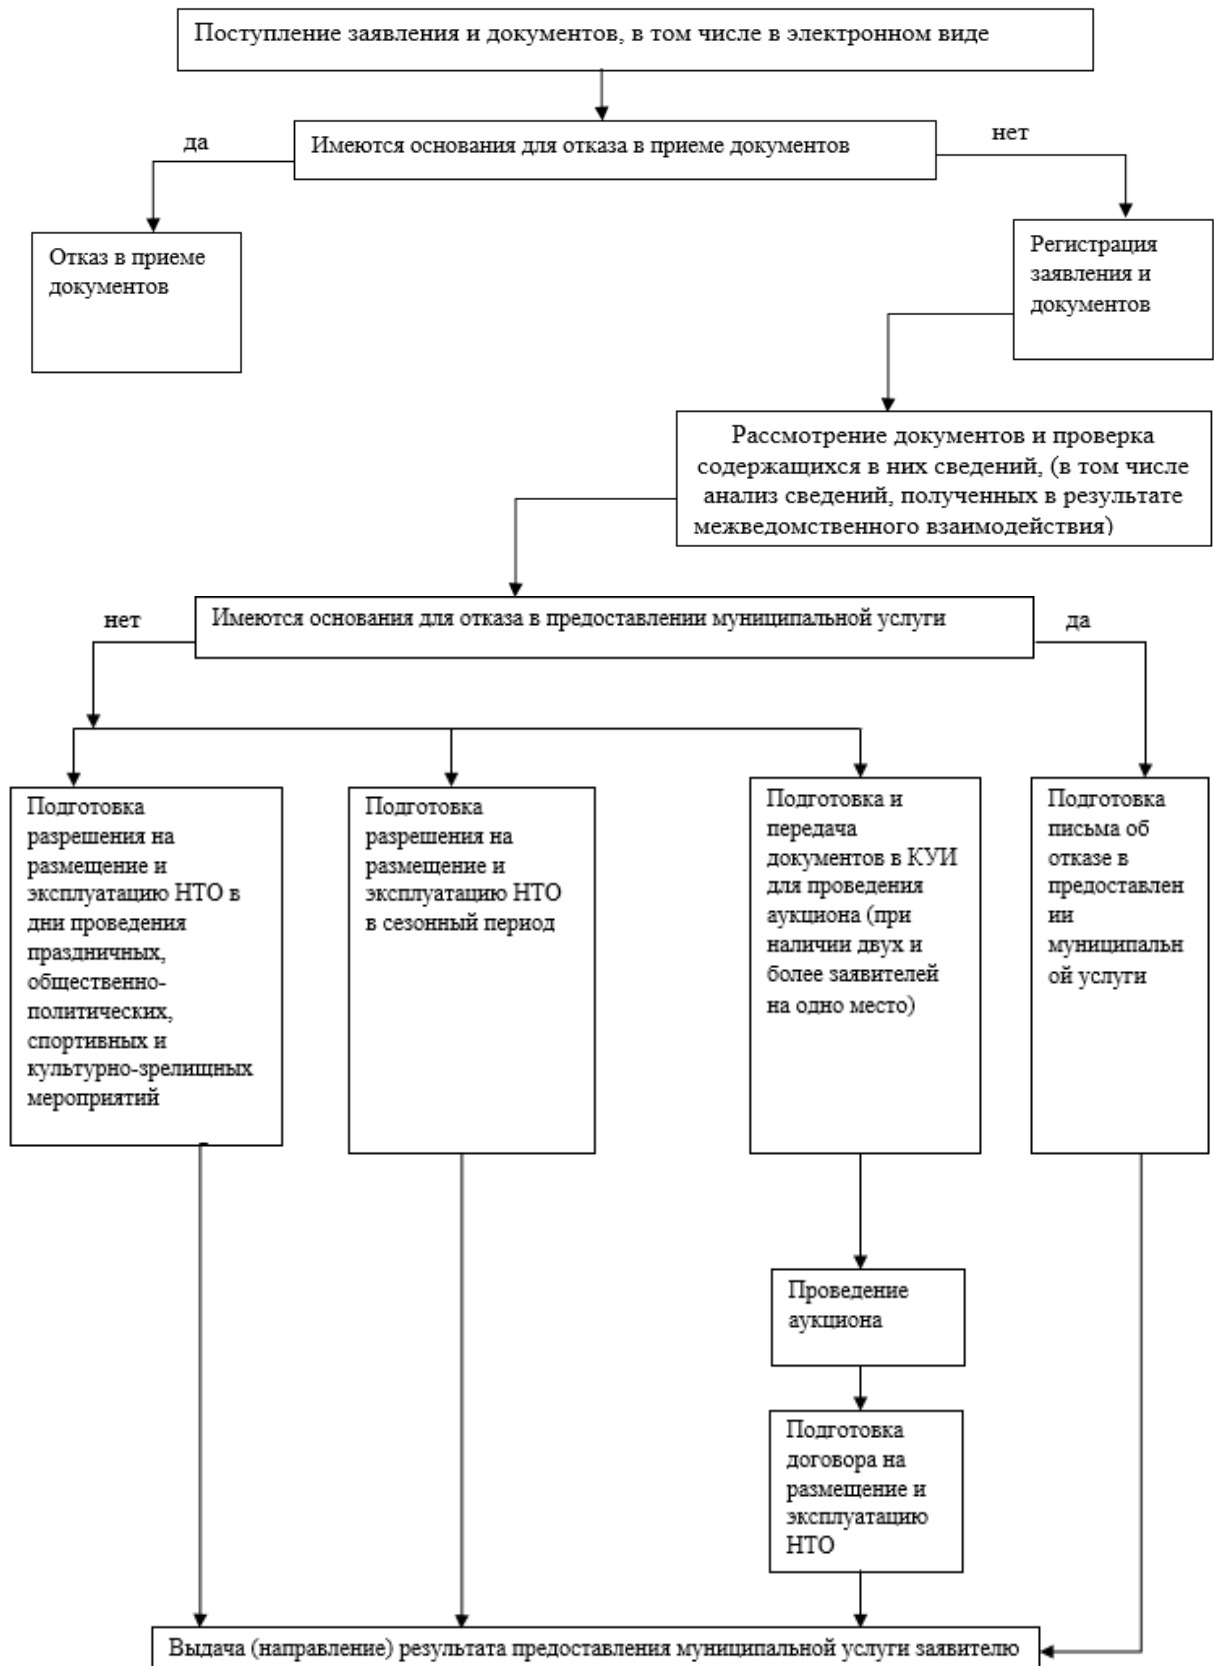 Поступление заявления и документов, в том числе в электронном виде
да
Имеются основания для отказа в приеме документов
нет
Отказ в приеме
документов
Регистрация
заявления и
документов
Рассмотрение документов и проверка
содержащихся в них сведений, (в том числе
анализ сведений, полученных в результате
межведомственного взаимодействия)
нет
Имеются основания для отказа в предоставлении муниципальной услуги
да
Подготовка
разрешения на
размещение и
эксплуатацию НТО в
дни проведения
праздничных,
общественно-
политических,
спортивных и
культурно-зрелищных
мероприятий
Подготовка
разрешения на
размещение и
эксплуатацию НТО
в сезонный период
Подготовка и
передача
документов в КУИ
для проведения
аукциона (при
наличии двух и
более заявителей
на одно место)
Подготовка
письма об
отказе в
предоставлен
ии
муниципальн
ой услуги
Проведение
аукциона
Подготовка
договора на
размещение и
эксплуатацию
НТО
Выдача (направление) результата предоставления муниципальной услуги заявителю